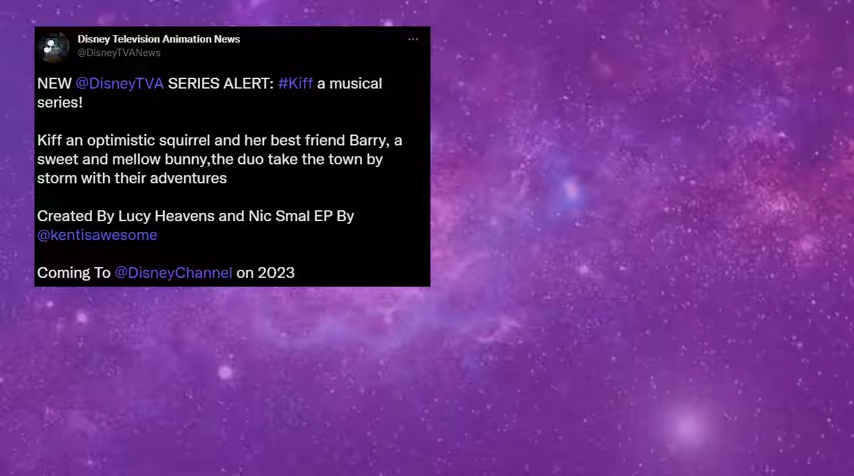 Disney Television Animation News
@DisneyTVANews
NEW @DisneyTVA SERIES ALERT: #Kiff a musical
series!
Kiff an optimistic squirrel and her best friend Barry, a
sweet and mellow bunny,the duo take the town by
storm with their adventures
Created By Lucy Heavens and Nic Smal EP By
@kentisawesome
Coming To @DisneyChannel on 2023